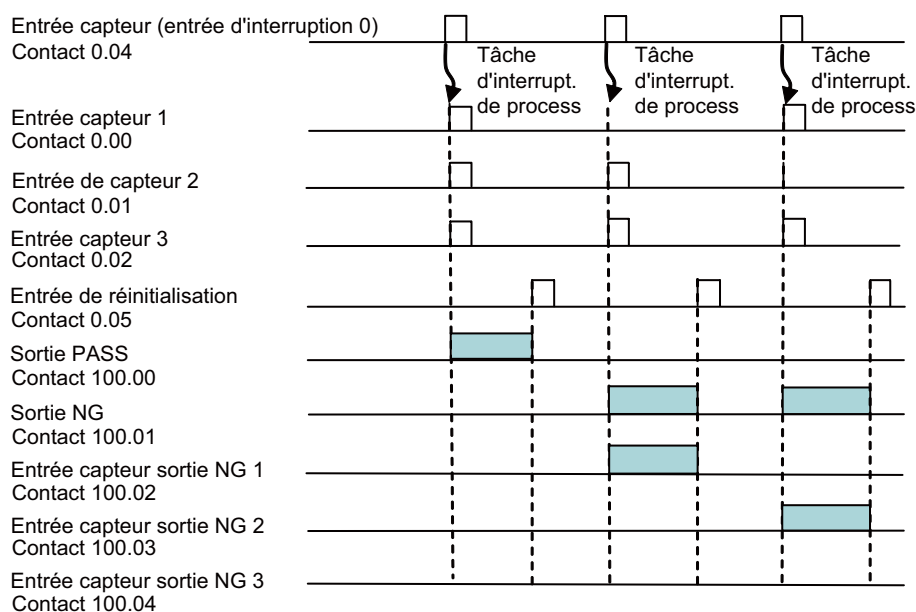 Entrée capteur (entrée d'interruption 0)
Contact 0.04
Tâche
d'interrupt.
de process
Tâche
d'interrupt.
de process
Tâche
d'interrupt.
de process
Entrée capteur 1
Contact 0.00
Entrée de capteur 2
Contact 0.01
Entrée capteur 3
Contact 0.02
Entrée de réinitialisation
Contact 0.05
Sortie PASS
Contact 100.00
Sortie NG
Contact 100.01
Entrée capteur sortie NG 1
Contact 100.02
Entrée capteur sortie NG 2
Contact 100.03
Entrée capteur sortie NG 3
Contact 100.04